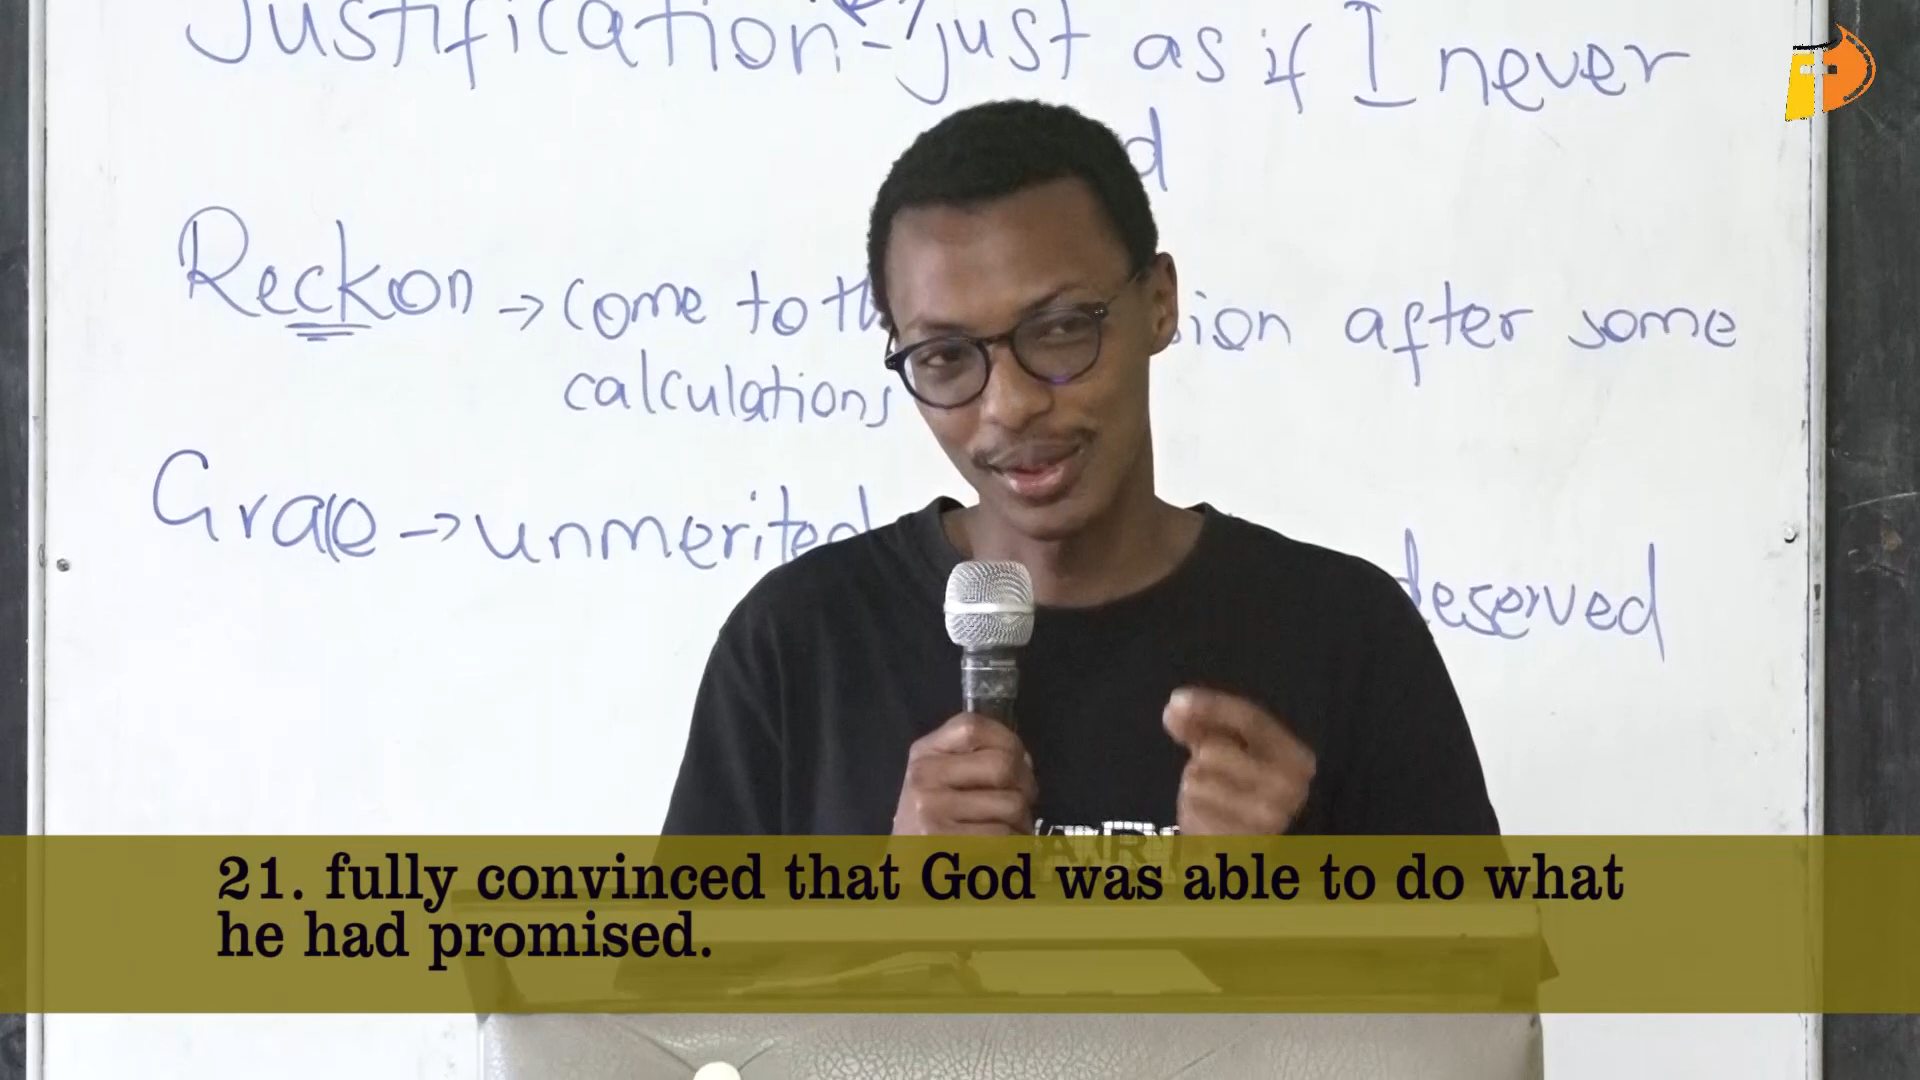 Justification - just as if I never
d
Reckon → come to th sion after some
calculations
Grace → unmerited deserved
21. fully convinced that God was able to do what
he had promised.